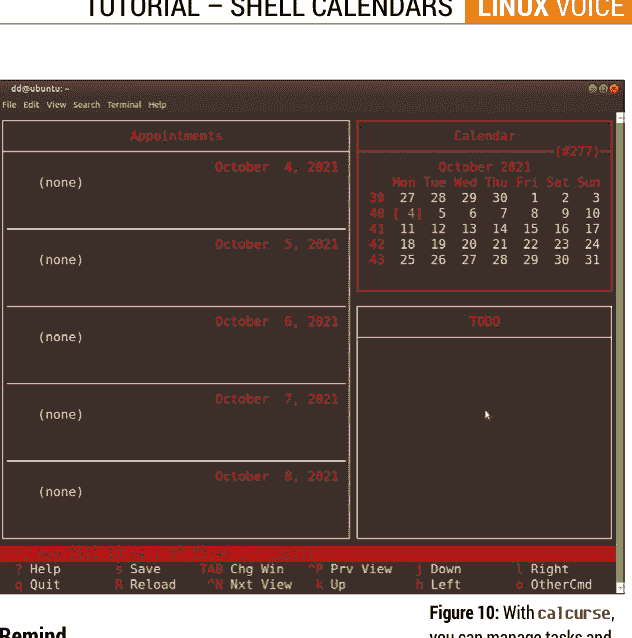 TUTORIAL – SHELL CALENDARS LINUX VOICE
dd@ubuntu: ~
File Edit View Search Terminal Help
Appointments
October 4, 2021
(none)
October 5, 2021
(none)
October 6, 2021
(none)
October 7, 2021
(none)
October 8, 2021
(none)
Calendar
(#277)
October 2021
Mon Tue Wed Thu Fri Sat Sun
39 27 28 29 30 1 2 3
40 [ 4] 5 6 7 8 9 10
41 11 12 13 14 15 16 17
42 18 19 20 21 22 23 24
43 25 26 27 28 29 30 31
TODO
? Help s Save TAB Chg Win ^P Prv View j Down l Right
q Quit R Reload ^N Nxt View k Up h Left o OtherCmd
Figure 10: With calcurse,
you can manage tasks and
Remind